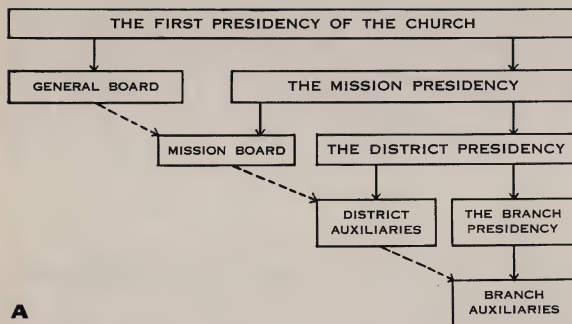 THE FIRST PRESIDENCY OF THE CHURCH
GENERAL BOARD
THE MISSION PRESIDENCY
MISSION BOARD
THE DISTRICT PRESIDENCY
DISTRICT
AUXILIARIES
THE BRANCH
PRESIDENCY
BRANCH
AUXILIARIES
A